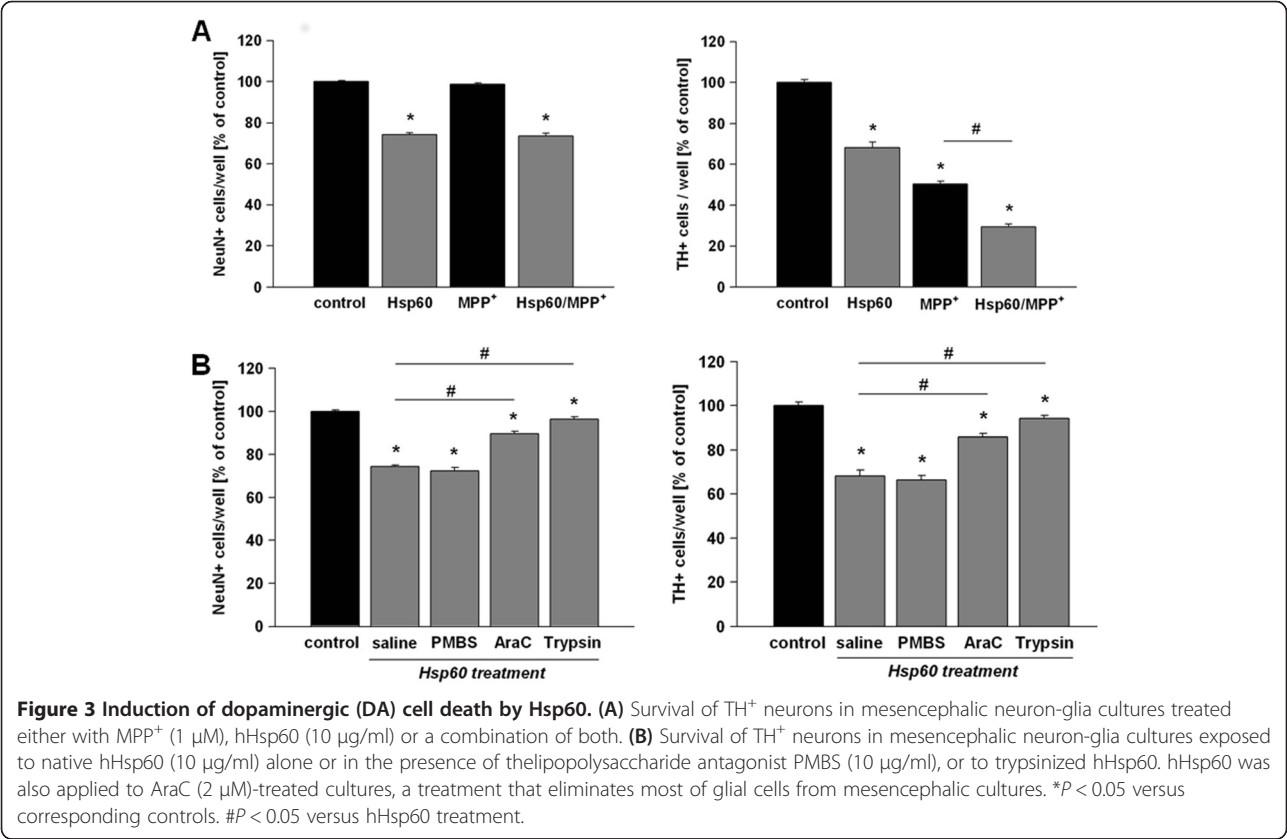 A
NeuN+ cells/well [% of control]
120
100
80
60
40
20
0
*
*
control Hsp60 MPP⁺ Hsp60/MPP⁺
TH+ cells / well [% of control]
120
100
80
60
40
20
0
*
#
*
*
control Hsp60 MPP⁺ Hsp60/MPP⁺
B
NeuN+ cells/well [% of control]
120
100
80
60
40
20
0
#
#
* * * *
control saline PMBS AraC Trypsin
Hsp60 treatment
TH+ cells/well [% of control]
120
100
80
60
40
20
0
#
#
* * * *
control saline PMBS AraC Trypsin
Hsp60 treatment
Figure 3 Induction of dopaminergic (DA) cell death by Hsp60. (A) Survival of TH⁺ neurons in mesencephalic neuron-glia cultures treated
either with MPP⁺ (1 μM), hHsp60 (10 μg/ml) or a combination of both. (B) Survival of TH⁺ neurons in mesencephalic neuron-glia cultures exposed
to native hHsp60 (10 μg/ml) alone or in the presence of thelipopolysaccharide antagonist PMBS (10 μg/ml), or to trypsinized hHsp60. hHsp60 was
also applied to AraC (2 μM)-treated cultures, a treatment that eliminates most of glial cells from mesencephalic cultures. *P < 0.05 versus
corresponding controls. #P < 0.05 versus hHsp60 treatment.